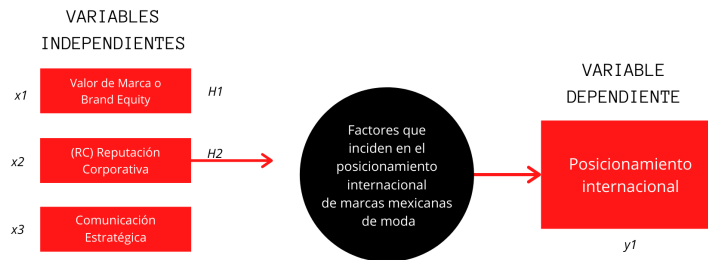 VARIABLES
INDEPENDIENTES
x1
Valor de Marca o
Brand Equity
H1
x2
(RC) Reputación
Corporativa
H2
x3
Comunicación
Estratégica
Factores que
inciden en el
posicionamiento
internacional
de marcas mexicanas
de moda
VARIABLE
DEPENDIENTE
Posicionamiento
internacional
y1